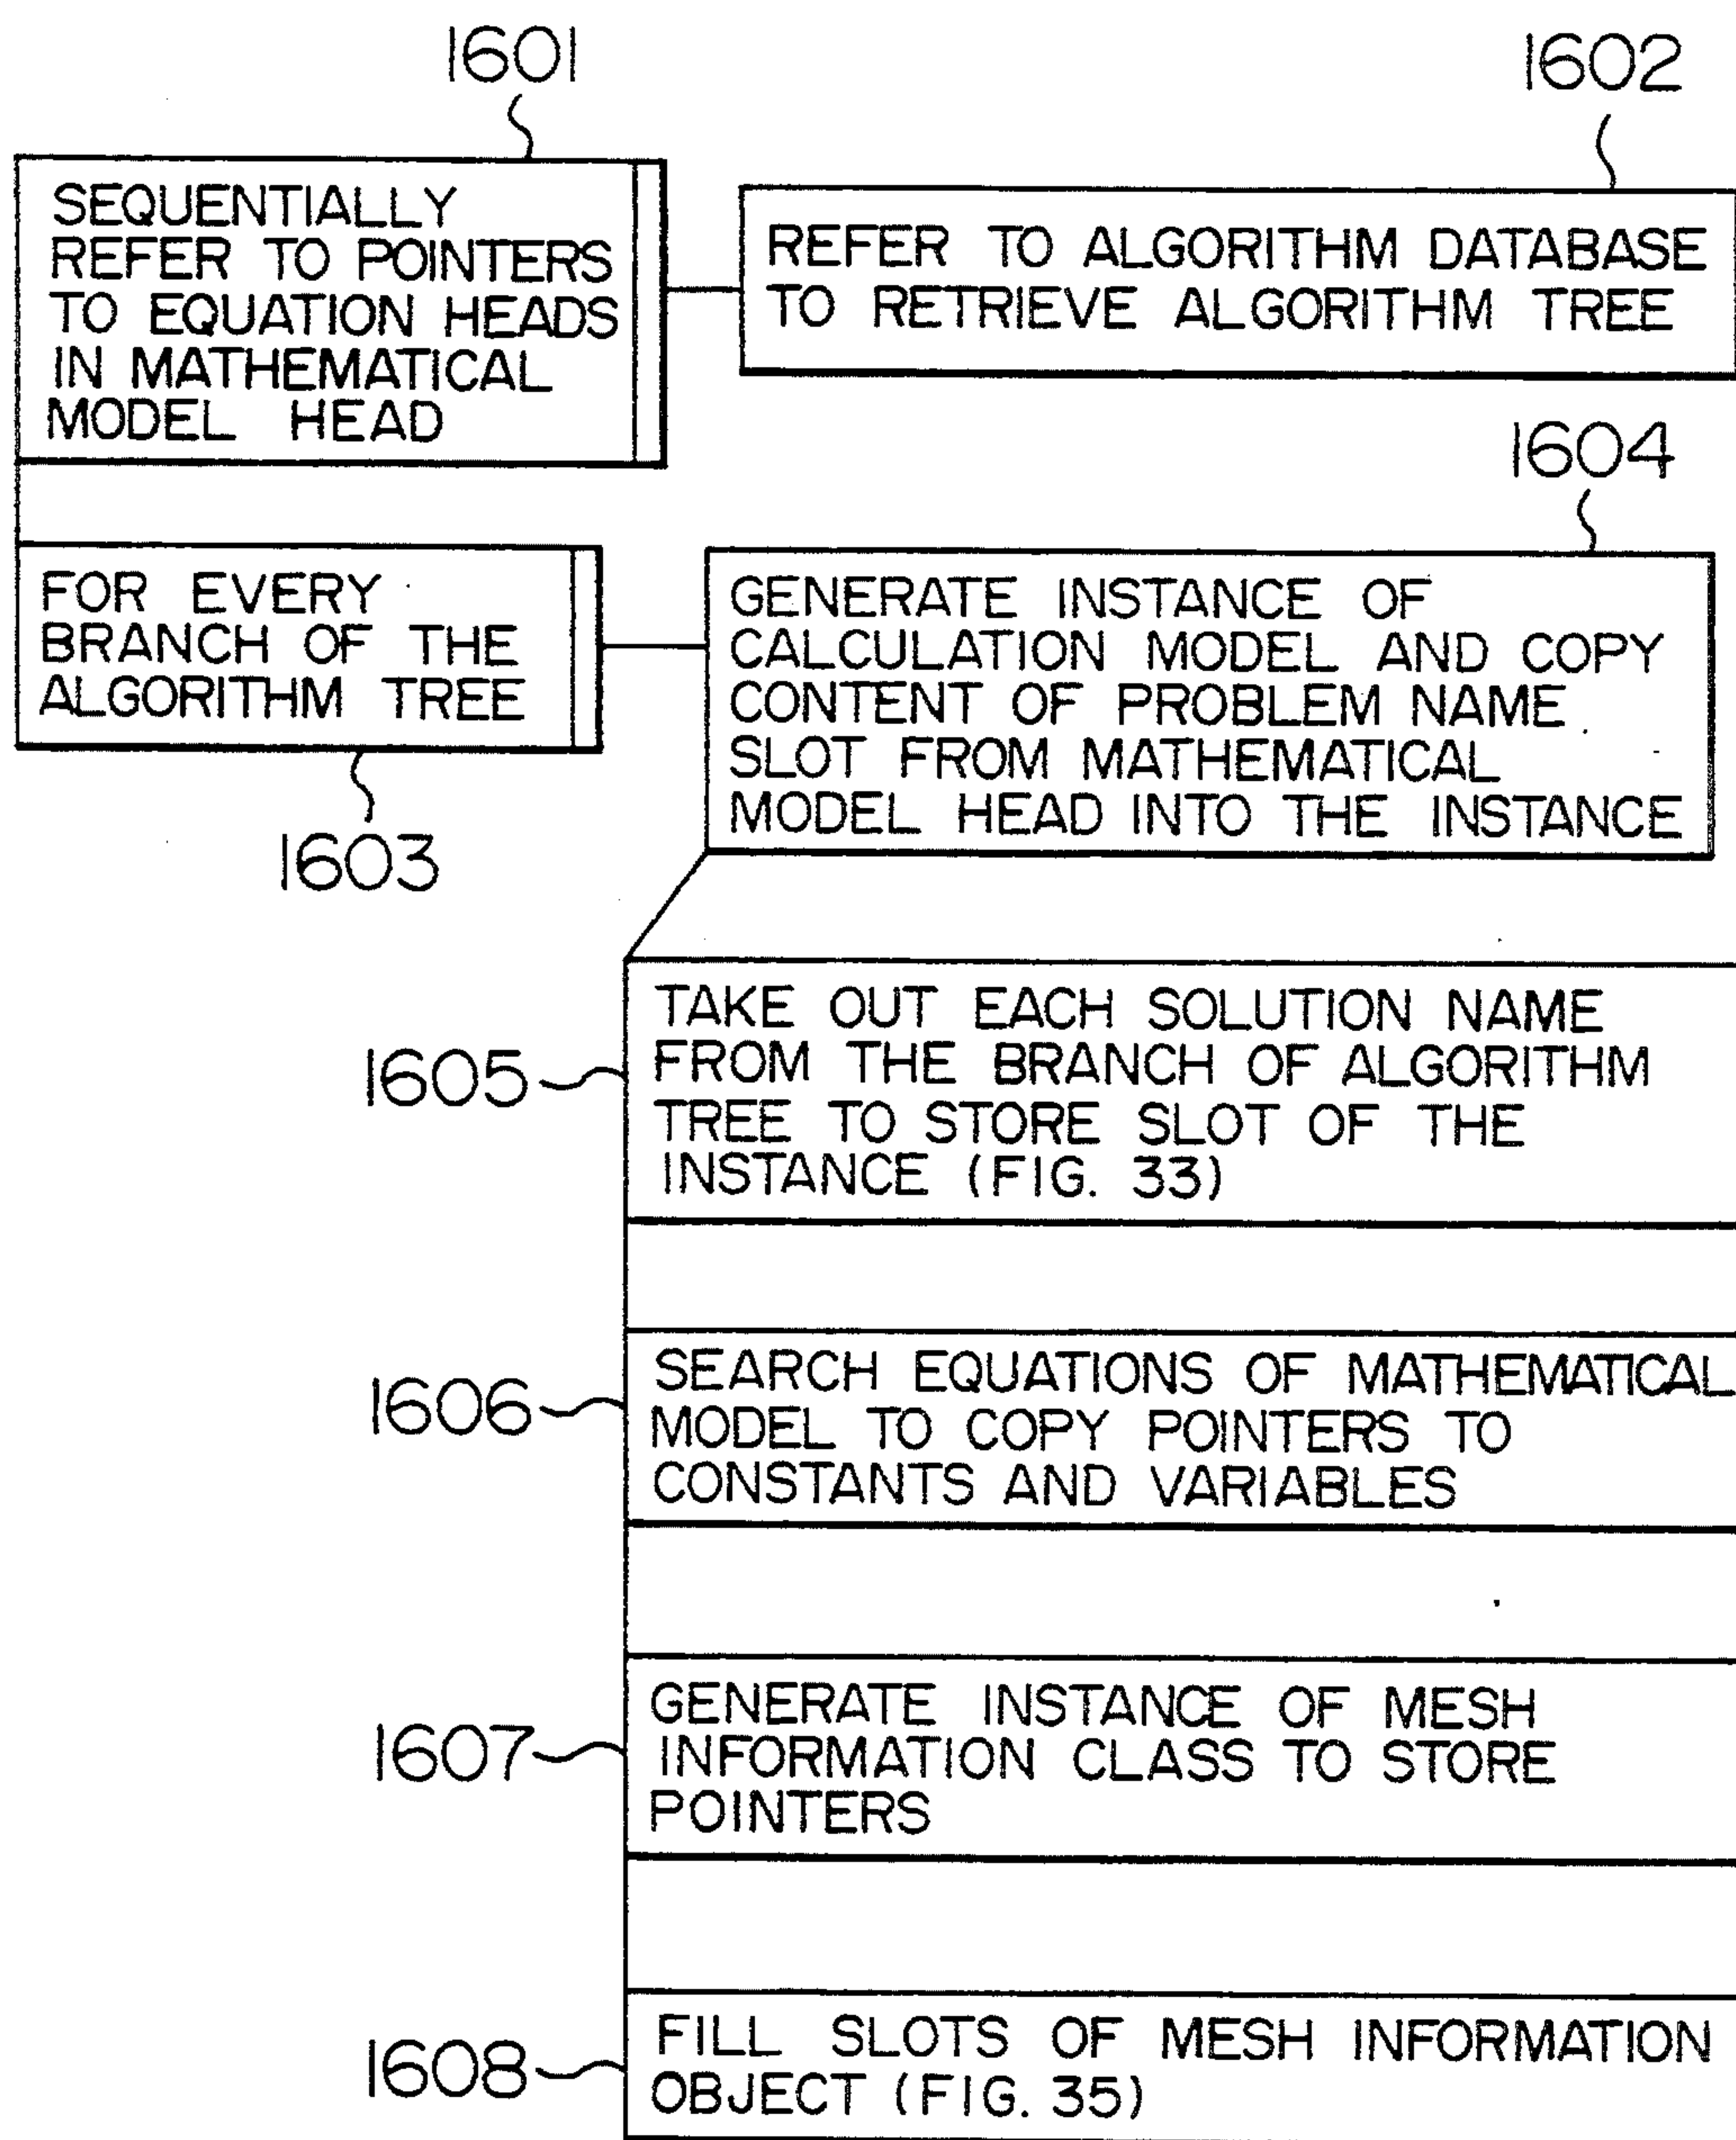 1601
1602
SEQUENTIALLY
REFER TO POINTERS
TO EQUATION HEADS
IN MATHEMATICAL
MODEL HEAD
REFER TO ALGORITHM DATABASE
TO RETRIEVE ALGORITHM TREE
1604
FOR EVERY
BRANCH OF THE
ALGORITHM TREE
1603
GENERATE INSTANCE OF
CALCULATION MODEL AND COPY
CONTENT OF PROBLEM NAME
SLOT FROM MATHEMATICAL
MODEL HEAD INTO THE INSTANCE
1605
TAKE OUT EACH SOLUTION NAME
FROM THE BRANCH OF ALGORITHM
TREE TO STORE SLOT OF THE
INSTANCE (FIG. 33)
1606
SEARCH EQUATIONS OF MATHEMATICAL
MODEL TO COPY POINTERS TO
CONSTANTS AND VARIABLES
1607
GENERATE INSTANCE OF MESH
INFORMATION CLASS TO STORE
POINTERS
1608
FILL SLOTS OF MESH INFORMATION
OBJECT (FIG. 35)